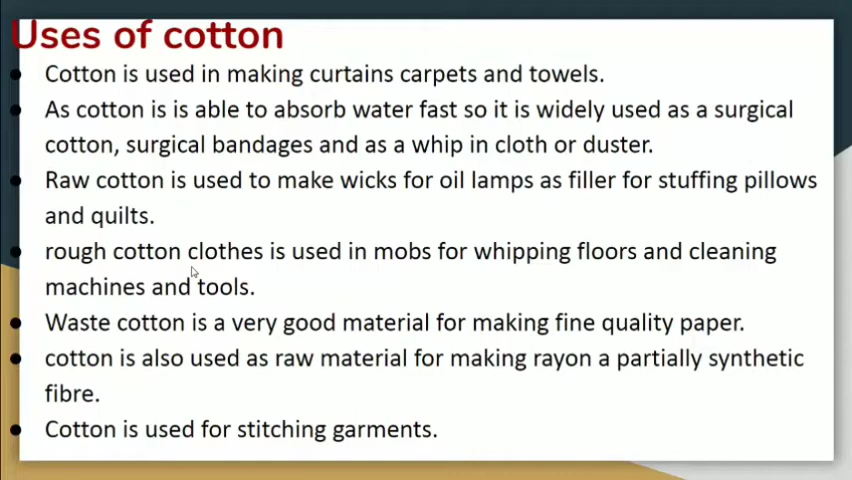 Uses of cotton
● Cotton is used in making curtains carpets and towels.
● As cotton is is able to absorb water fast so it is widely used as a surgical
cotton, surgical bandages and as a whip in cloth or duster.
● Raw cotton is used to make wicks for oil lamps as filler for stuffing pillows
and quilts.
● rough cotton clothes is used in mobs for whipping floors and cleaning
machines and tools.
● Waste cotton is a very good material for making fine quality paper.
● cotton is also used as raw material for making rayon a partially synthetic
fibre.
● Cotton is used for stitching garments.